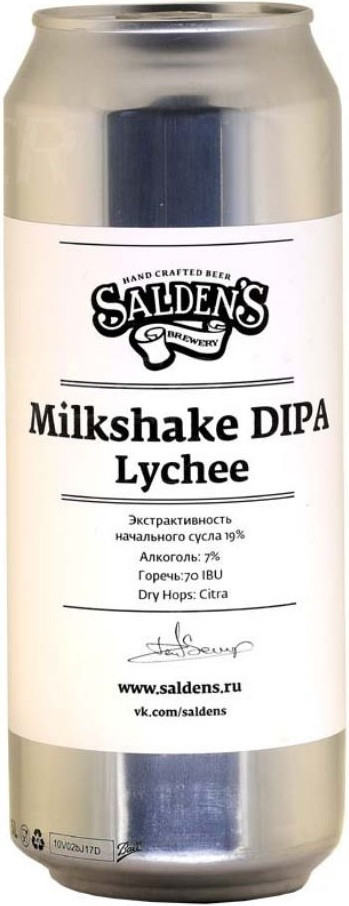 HAND CRAFTED BEER
SALDEN'S
BREWERY
Milkshake DIPA
Lychee
Экстрактивность
начального сусла 19%
Алкоголь: 7%
Горечь:70 IBU
Dry Hops: Citra
www.saldens.ru
vk.com/saldens
10V02bJ17D
Ball